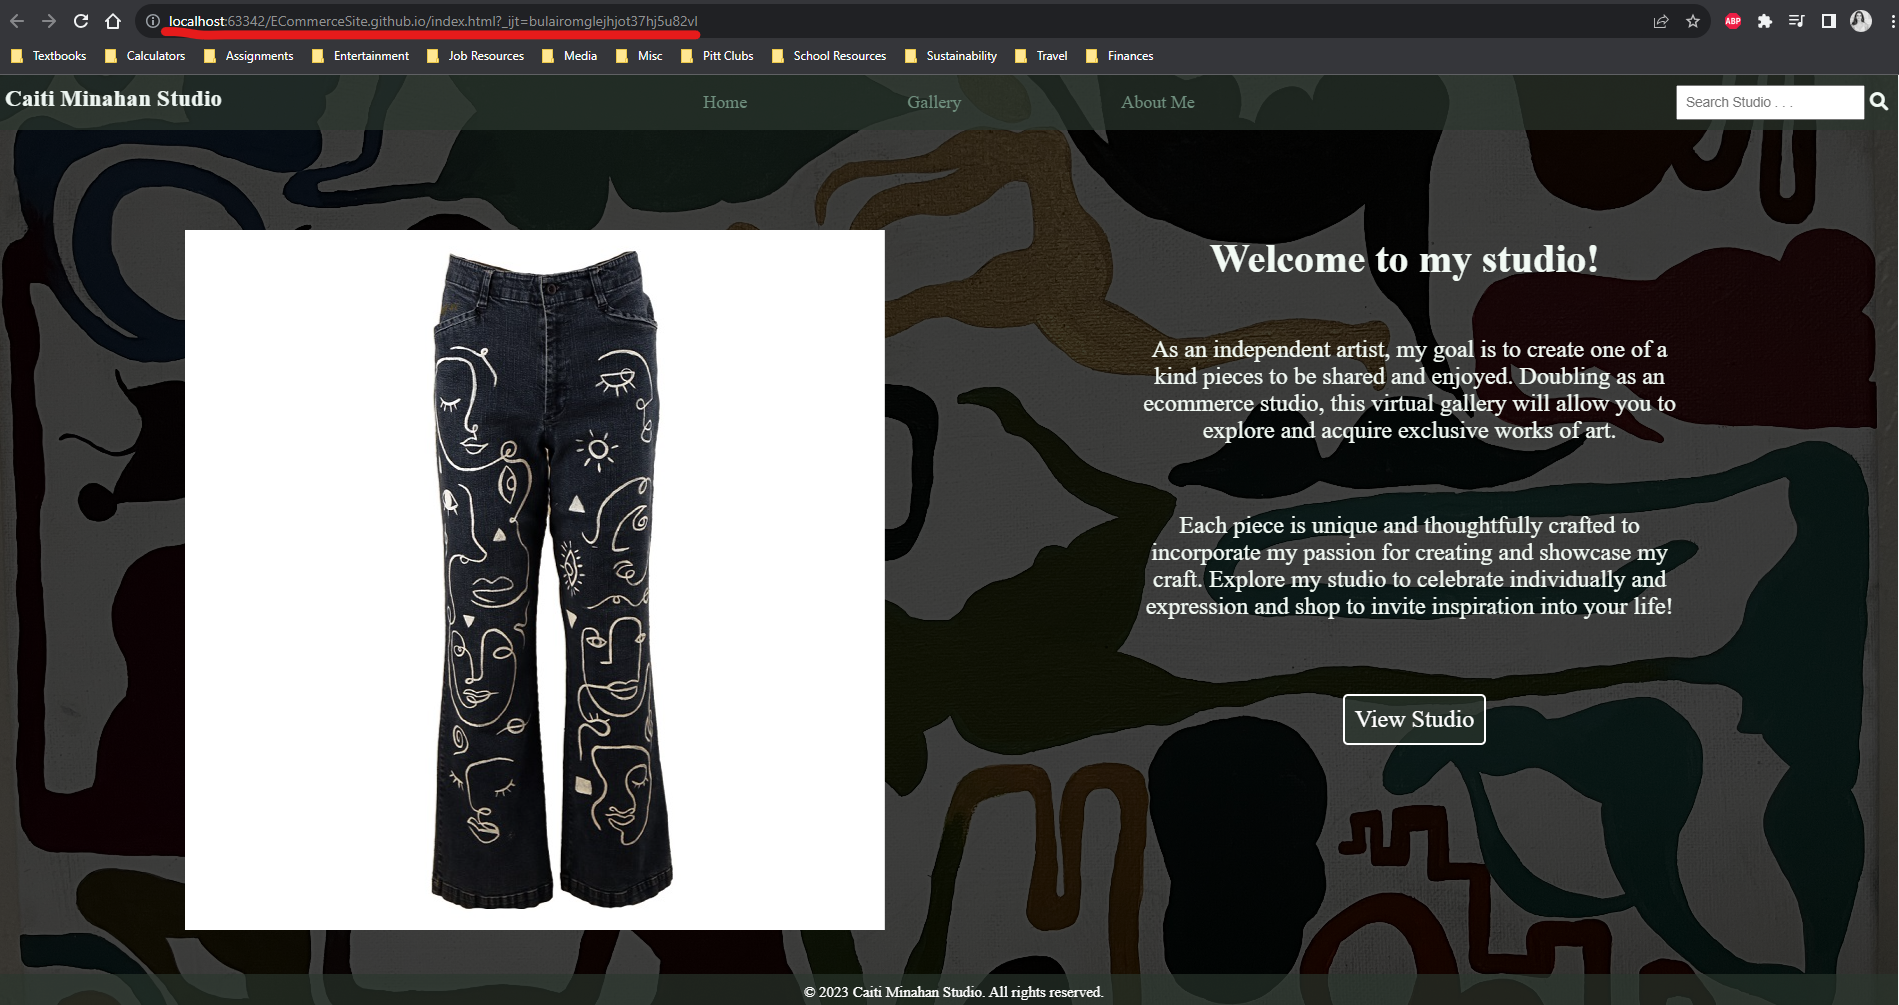 localhost:63342/ECommerceSite.github.io/index.html?_ijt=bulairomglejhjot37hj5u82vl
ABP
Textbooks Calculators Assignments Entertainment Job Resources Media Misc Pitt Clubs School Resources Sustainability Travel Finances
Caiti Minahan Studio Home Gallery About Me Search Studio . . .
Welcome to my studio!
As an independent artist, my goal is to create one of a
kind pieces to be shared and enjoyed. Doubling as an
ecommerce studio, this virtual gallery will allow you to
explore and acquire exclusive works of art.
Each piece is unique and thoughtfully crafted to
incorporate my passion for creating and showcase my
craft. Explore my studio to celebrate individually and
expression and shop to invite inspiration into your life!
View Studio
© 2023 Caiti Minahan Studio. All rights reserved.